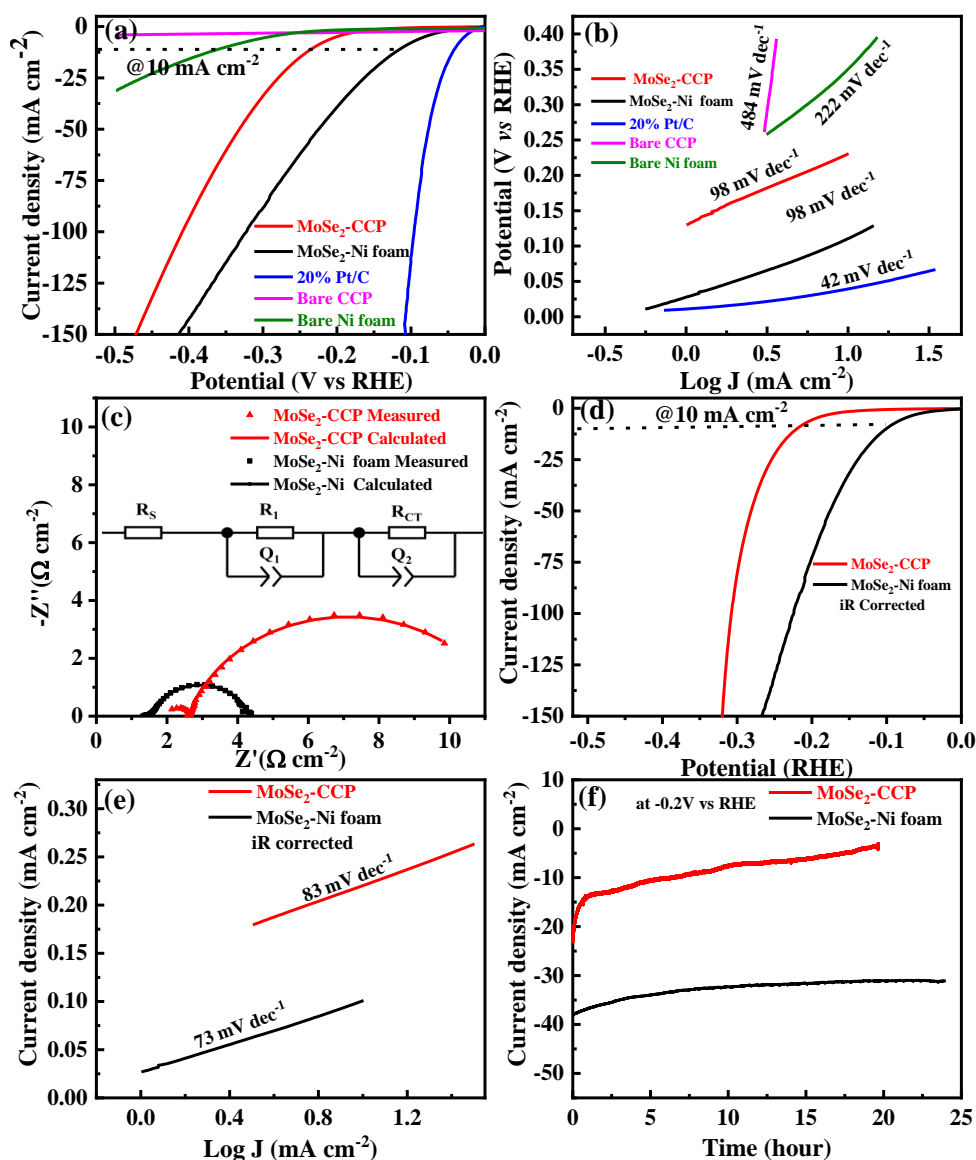 (a)
@10 mA cm⁻²
MoSe₂-CCP
MoSe₂-Ni foam
20% Pt/C
Bare CCP
Bare Ni foam
0
-25
-50
-75
-100
-125
-150
-0.5 -0.4 -0.3 -0.2 -0.1 0.0
Current density (mA cm⁻²)
Potential (V vs RHE)
(b)
MoSe₂-CCP
MoSe₂-Ni foam
20% Pt/C
Bare CCP
Bare Ni foam
484 mV dec⁻¹
222 mV dec⁻¹
98 mV dec⁻¹
98 mV dec⁻¹
42 mV dec⁻¹
0.40
0.35
0.30
0.25
0.20
0.15
0.10
0.05
0.00
-0.5 0.0 0.5 1.0 1.5
Potential (V vs RHE)
Log J (mA cm⁻²)
(c)
MoSe₂-CCP Measured
MoSe₂-CCP Calculated
MoSe₂-Ni foam Measured
MoSe₂-Ni Calculated
R_S
R₁
R_CT
Q₁
Q₂
10
8
6
4
2
0
0 2 4 6 8 10
-Z''(Ω cm⁻²)
Z'(Ω cm⁻²)
(d)
@10 mA cm⁻²
MoSe₂-CCP
MoSe₂-Ni foam
iR Corrected
0
-25
-50
-75
-100
-125
-150
-0.5 -0.4 -0.3 -0.2 -0.1 0.0
Current density (mA cm⁻²)
Potential (RHE)
(e)
MoSe₂-CCP
MoSe₂-Ni foam
iR corrected
83 mV dec⁻¹
73 mV dec⁻¹
0.30
0.25
0.20
0.15
0.10
0.05
0.00
0.0 0.4 0.8 1.2
Current density (mA cm⁻²)
Log J (mA cm⁻²)
(f)
at -0.2V vs RHE
MoSe₂-CCP
MoSe₂-Ni foam
10
5
0
-5
-10
-20
-30
-40
-50
0 5 10 15 20 25
Current density (mA cm⁻²)
Time (hour)